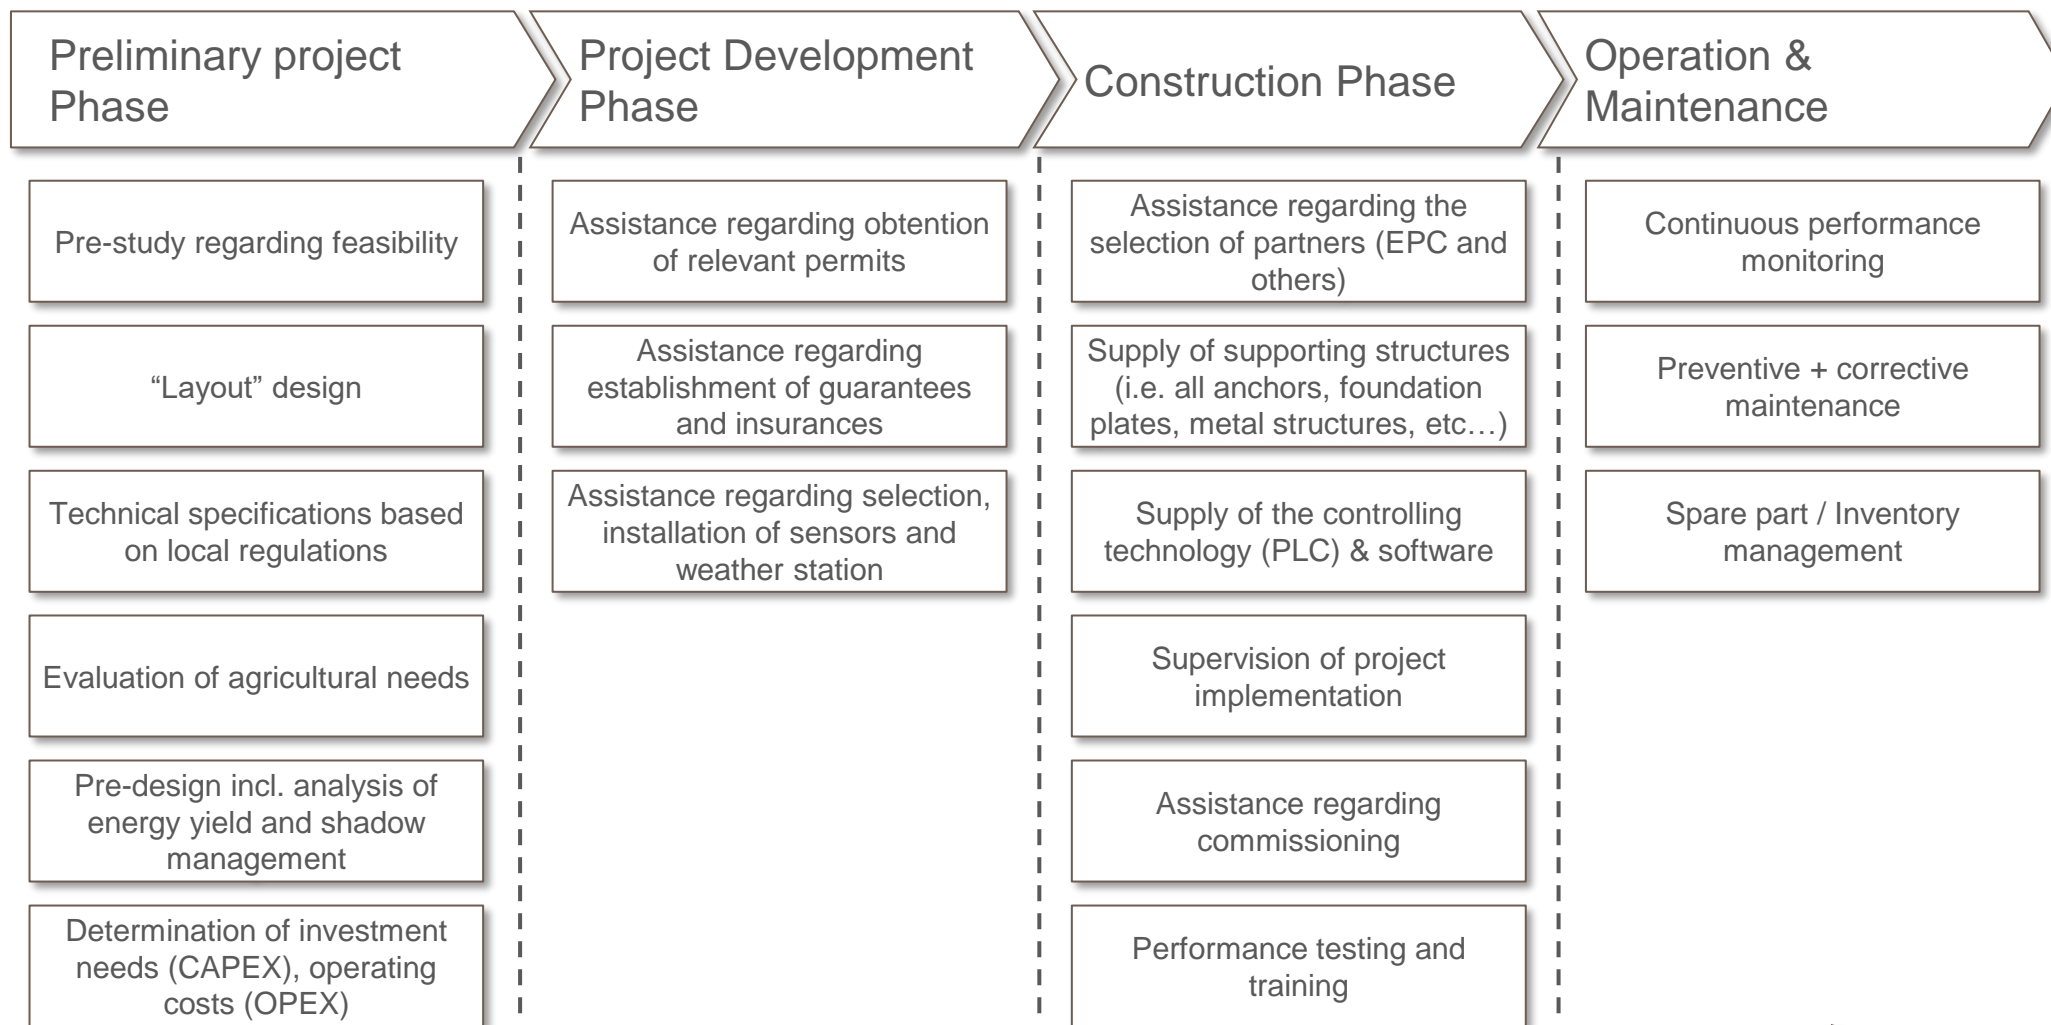 Preliminary project
Phase
Project Development
Phase
Construction Phase
Operation &
Maintenance
Pre-study regarding feasibility
“Layout” design
Technical specifications based
on local regulations
Evaluation of agricultural needs
Pre-design incl. analysis of
energy yield and shadow
management
Determination of investment
needs (CAPEX), operating
costs (OPEX)
Assistance regarding obtention
of relevant permits
Assistance regarding
establishment of guarantees
and insurances
Assistance regarding selection,
installation of sensors and
weather station
Assistance regarding the
selection of partners (EPC and
others)
Supply of supporting structures
(i.e. all anchors, foundation
plates, metal structures, etc…)
Supply of the controlling
technology (PLC) & software
Supervision of project
implementation
Assistance regarding
commissioning
Performance testing and
training
Continuous performance
monitoring
Preventive + corrective
maintenance
Spare part / Inventory
management